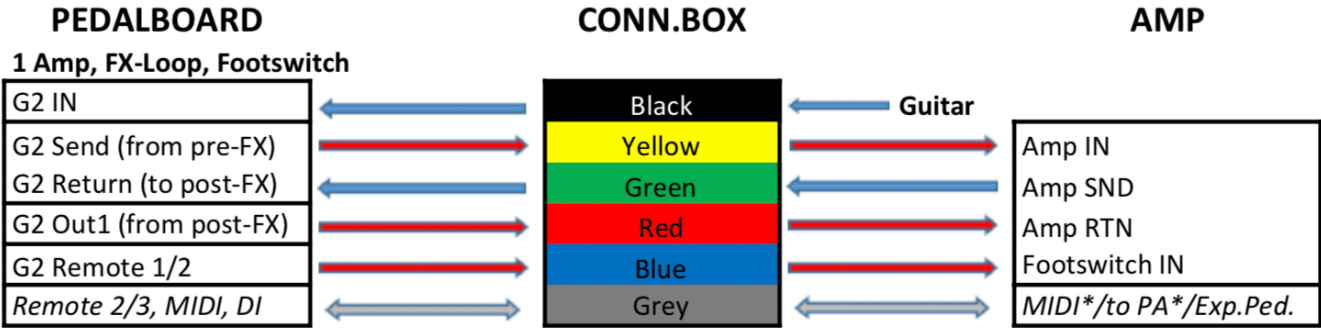 PEDALBOARD CONN.BOX AMP
1 Amp, FX-Loop, Footswitch
G2 IN Black Guitar
G2 Send (from pre-FX) Yellow Amp IN
G2 Return (to post-FX) Green Amp SND
G2 Out1 (from post-FX) Red Amp RTN
G2 Remote 1/2 Blue Footswitch IN
Remote 2/3, MIDI, DI Grey MIDI*/to PA*/Exp.Ped.